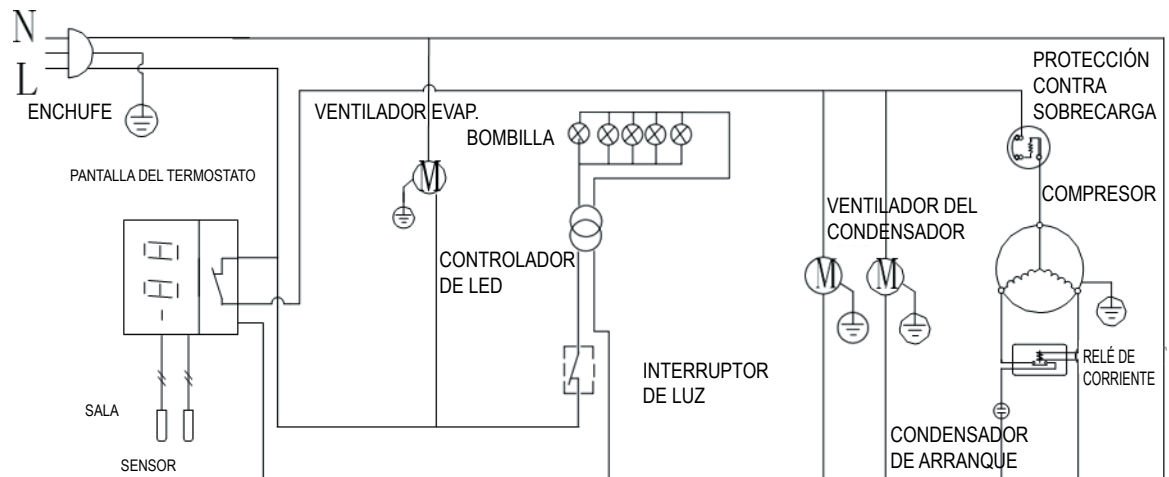 N
L
ENCHUFE
VENTILADOR EVAP.
BOMBILLA
PROTECCIÓN
CONTRA
SOBRECARGA
PANTALLA DEL TERMOSTATO
M
COMPRESOR
VENTILADOR DEL
CONDENSADOR
CONTROLADOR
DE LED
M
M
INTERRUPTOR
DE LUZ
RELÉ DE
CORRIENTE
SALA
SENSOR
CONDENSADOR
DE ARRANQUE